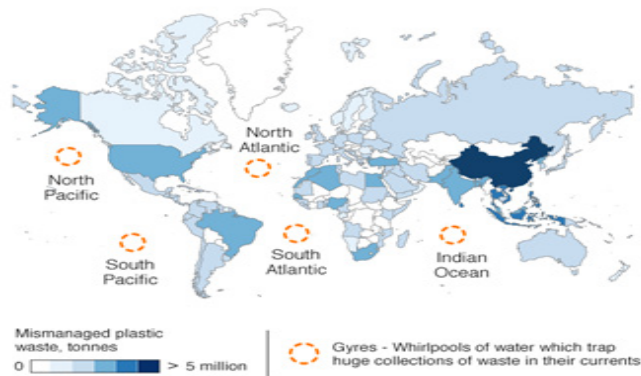 North
Atlantic
North
Pacific
South
Pacific
South
Atlantic
Indian
Ocean
Mismanaged plastic
waste, tonnes
0 > 5 million
Gyres - Whirlpools of water which trap
huge collections of waste in their currents